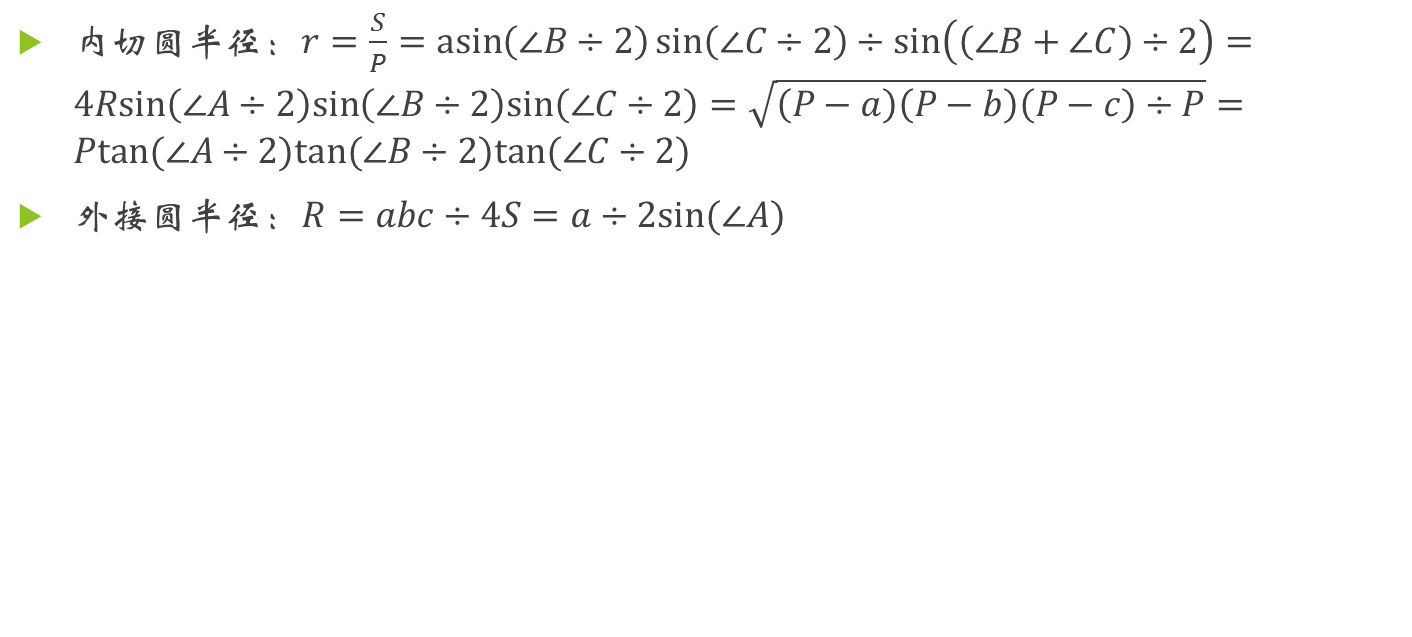 内切圆半径：r = S/P = asin(∠B ÷ 2) sin(∠C ÷ 2) ÷ sin((∠B + ∠C) ÷ 2) =
4Rsin(∠A ÷ 2)sin(∠B ÷ 2)sin(∠C ÷ 2) = √((P − a)(P − b)(P − c) ÷ P) =
Ptan(∠A ÷ 2)tan(∠B ÷ 2)tan(∠C ÷ 2)
外接圆半径：R = abc ÷ 4S = a ÷ 2sin(∠A)